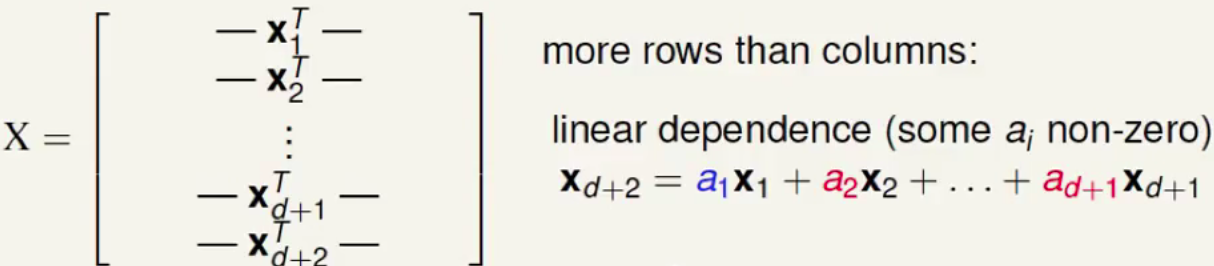 X = [ — x₁ᵀ —
— x₂ᵀ —
⋮
— xᵀ_{d+1} —
— xᵀ_{d+2} — ]
more rows than columns:
linear dependence (some aᵢ non-zero)
x_{d+2} = a₁x₁ + a₂x₂ + … + a_{d+1}x_{d+1}